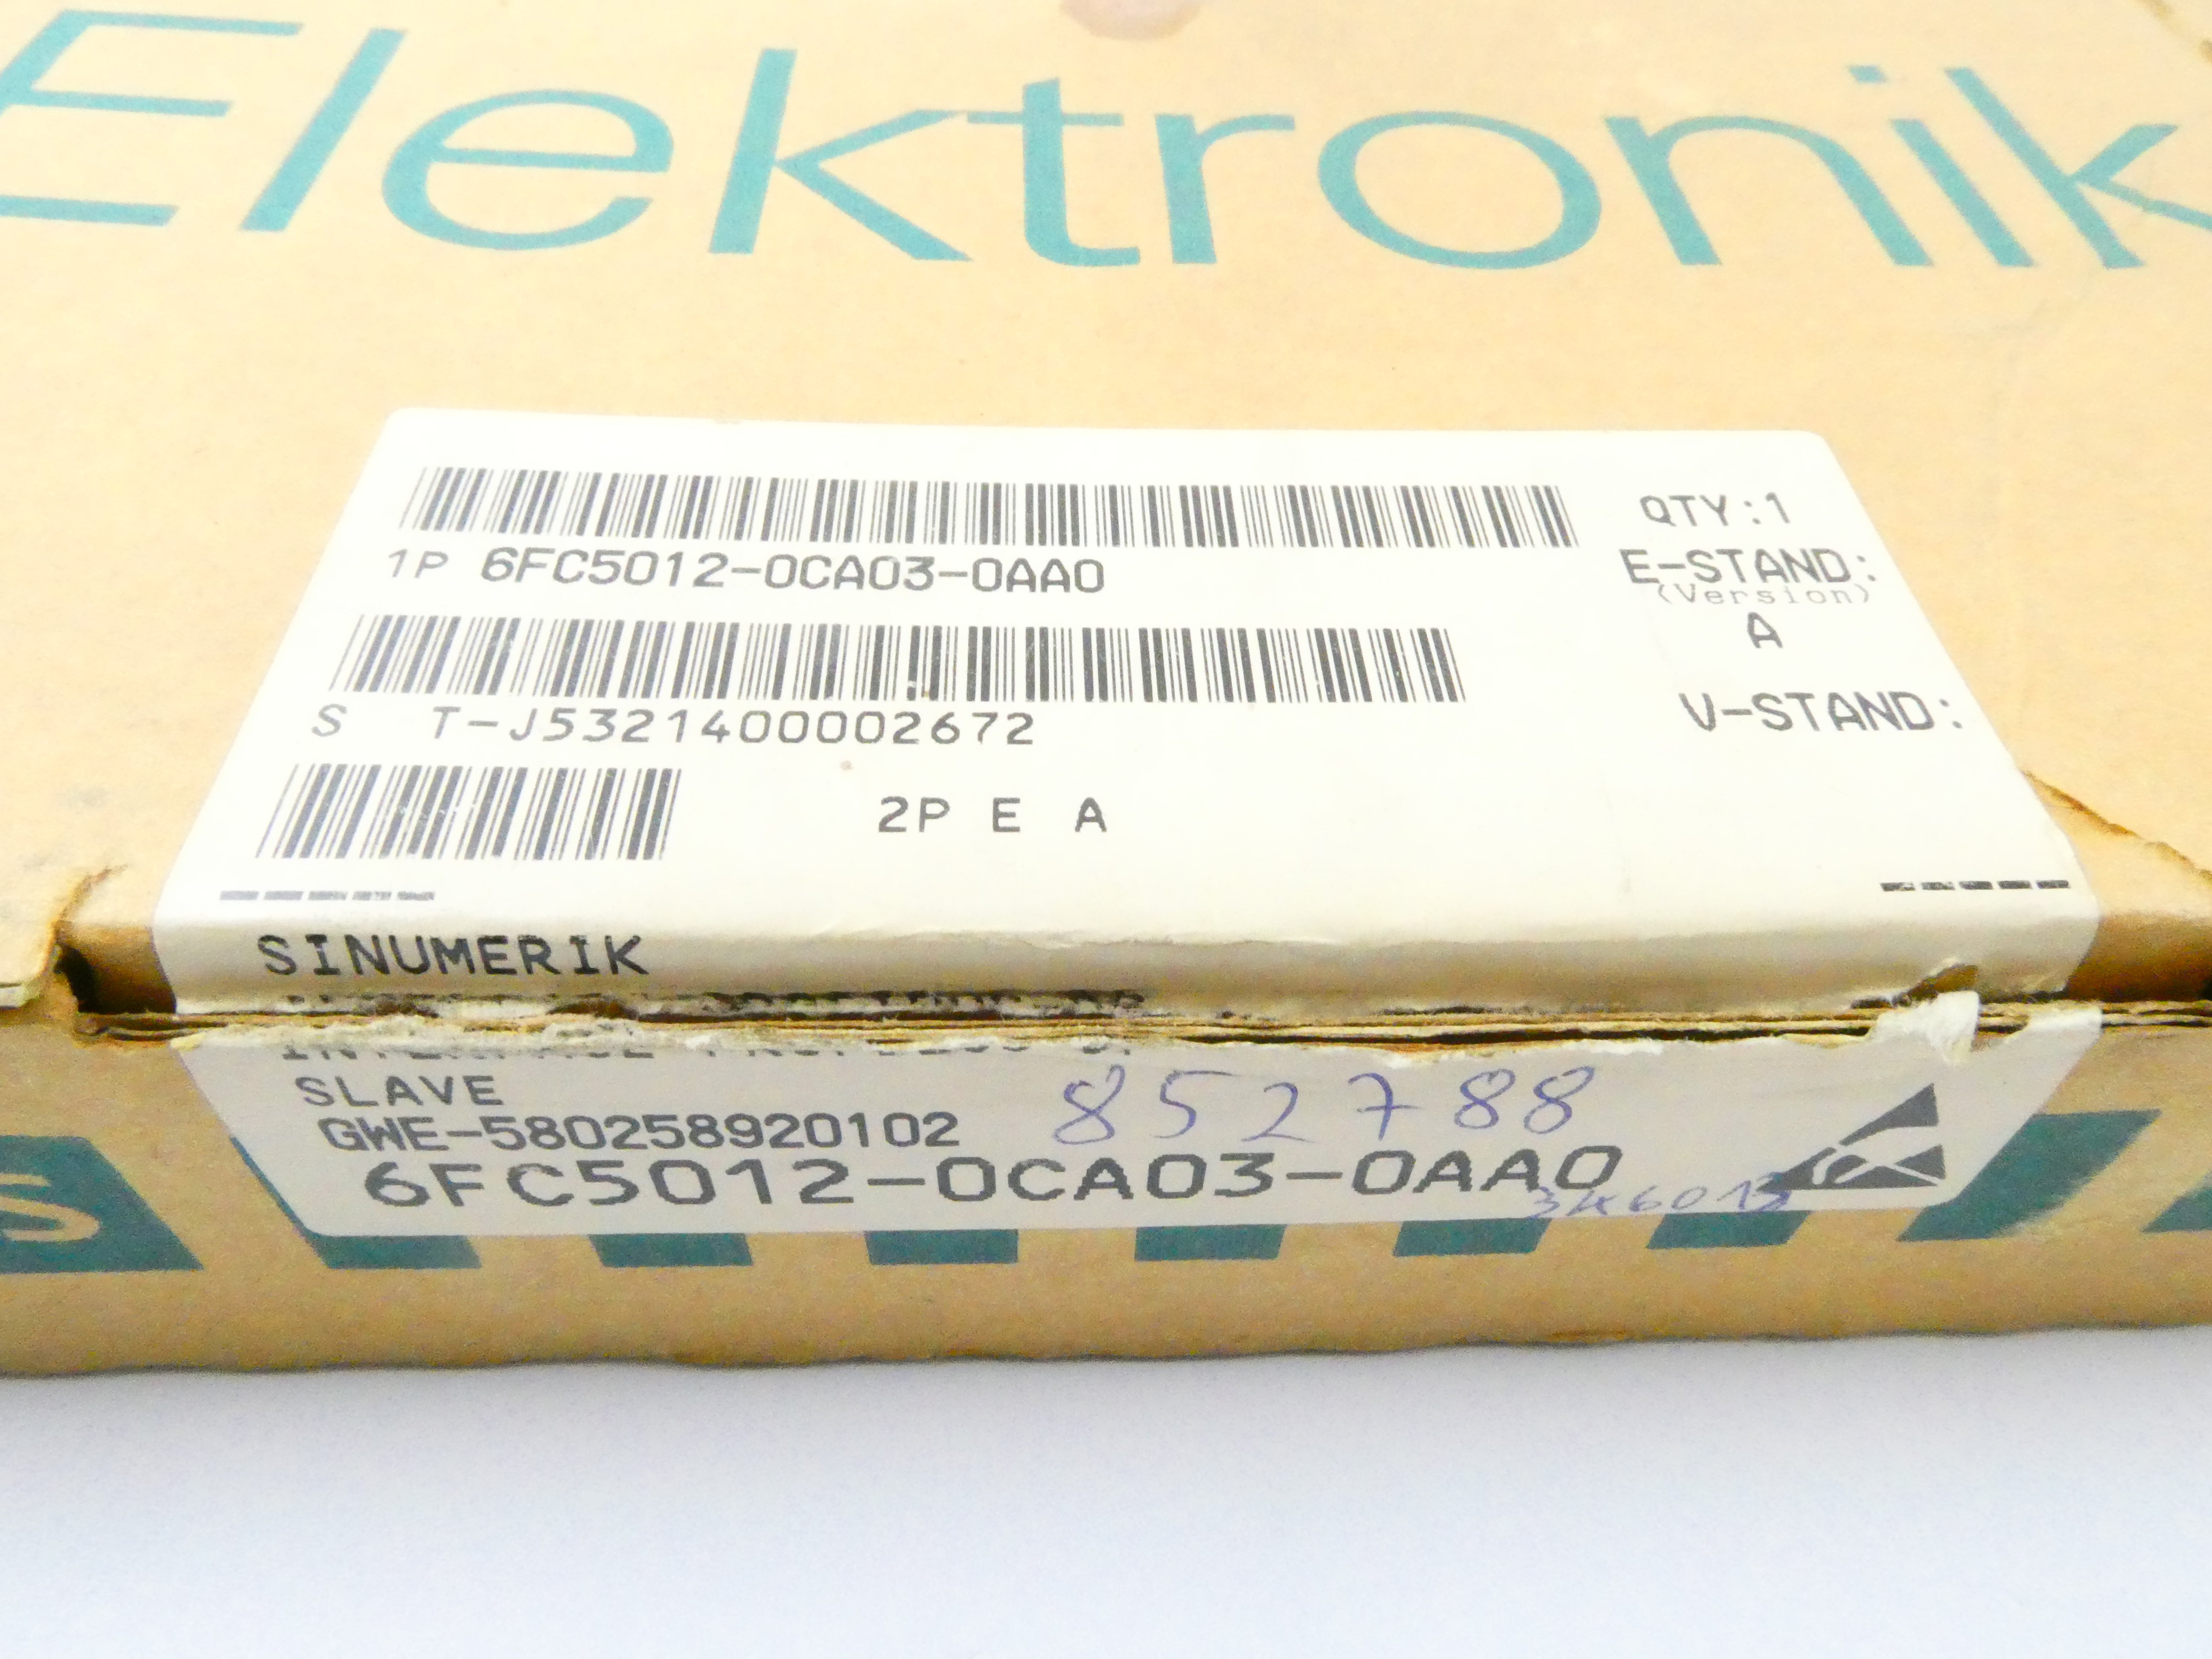 Elektronik
QTY:1
1P 6FC5012-0CA03-0AA0
E-STAND:
(Version)
A
S T-J5321400002672
V-STAND:
2P E A
SINUMERIK
SLAVE
GWE-580258920102
852788
6FC5012-0CA03-0AA0
S